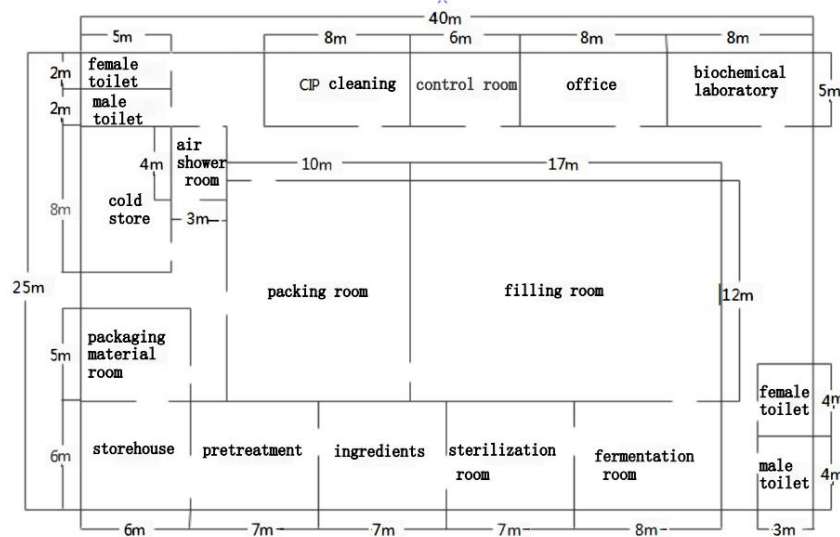 40m
5m
8m
6m
8m
8m
2m
female
toilet
CIP cleaning
control room
office
biochemical
laboratory
5m
2m
male
toilet
air
shower
room
4m
10m
17m
8m
cold
store
3m
25m
packing room
filling room
12m
5m
packaging
material
room
female
toilet
4m
6m
storehouse
pretreatment
ingredients
sterilization
room
fermentation
room
male
toilet
4m
6m
7m
7m
7m
8m
3m